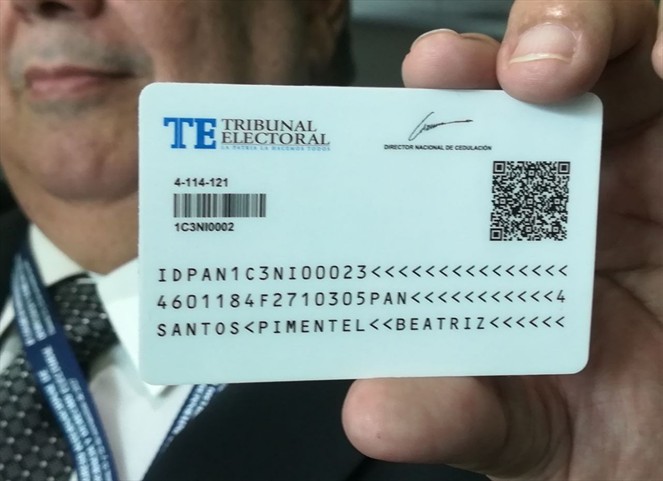 TE TRIBUNAL
ELECTORAL
LA PATRIA LA HACEMOS TODOS
DIRECTOR NACIONAL DE CEDULACIÓN
4-114-121
1C3NI0002
IDPAN1C3NI00023<<<<<<<<<<<<<<<
4601184F2710305PAN<<<<<<<<<<<4
SANTOS<PIMENTEL<<BEATRIZ<<<<<<